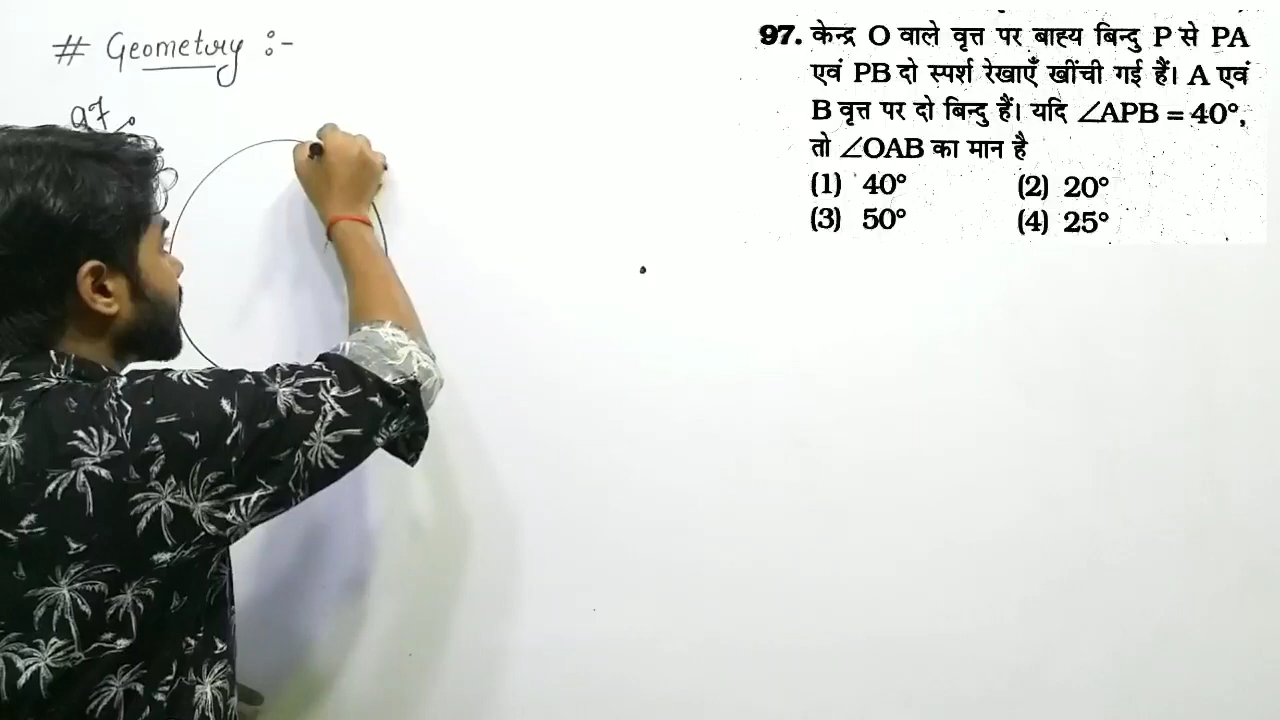 # Geometry :-
97.
97. केन्द्र O वाले वृत्त पर बाह्य बिन्दु P से PA
एवं PB दो स्पर्श रेखाएँ खींची गई हैं। A एवं
B वृत्त पर दो बिन्दु हैं। यदि ∠APB = 40°,
तो ∠OAB का मान है
(1) 40° (2) 20°
(3) 50° (4) 25°